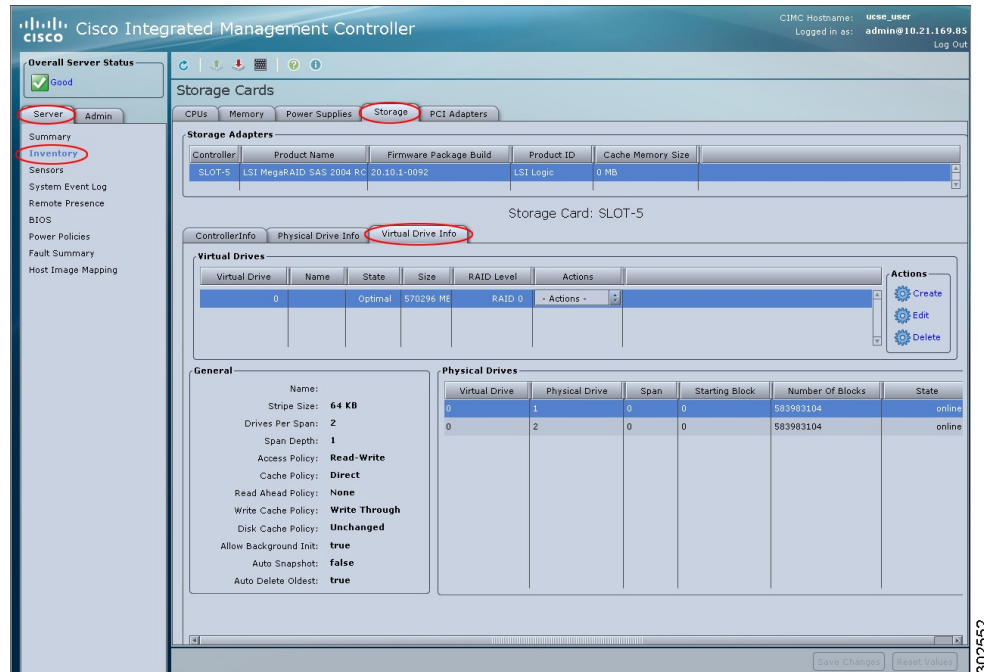 CISCO
Cisco Integrated Management Controller
CIMC Hostname: ucse_user
Logged in as: admin@10.21.169.85
Log Out
Overall Server Status
Good
Server Admin
Summary
Inventory
Sensors
System Event Log
Remote Presence
BIOS
Power Policies
Fault Summary
Host Image Mapping
Storage Cards
CPUs Memory Power Supplies Storage PCI Adapters
Storage Adapters
Controller Product Name Firmware Package Build Product ID Cache Memory Size
SLOT-5 LSI MegaRAID SAS 2004 RC 20.10.1-0092 LSI Logic 0 MB
Storage Card: SLOT-5
ControllerInfo Physical Drive Info Virtual Drive Info
Virtual Drives
Virtual Drive Name State Size RAID Level Actions
0 Optimal 570296 ME RAID 0 - Actions -
Actions
Create
Edit
Delete
General
Name:
Stripe Size: 64 KB
Drives Per Span: 2
Span Depth: 1
Access Policy: Read-Write
Cache Policy: Direct
Read Ahead Policy: None
Write Cache Policy: Write Through
Disk Cache Policy: Unchanged
Allow Background Init: true
Auto Snapshot: false
Auto Delete Oldest: true
Physical Drives
Virtual Drive Physical Drive Span Starting Block Number Of Blocks State
0 1 0 0 583983104 online
0 2 0 0 583983104 online
Save Changes Reset Values
302552